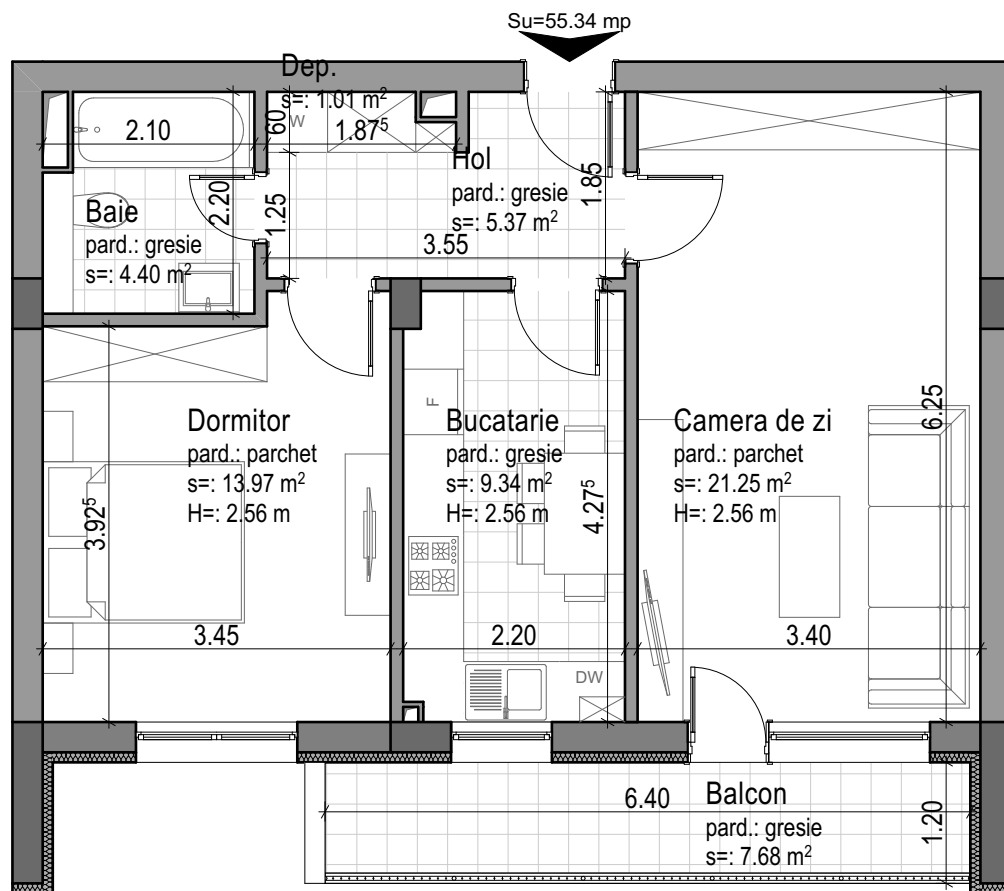 Su=55.34 mp
Dep.
s=: 1.01 m²
W
2.10
60
1.87⁵
Hol
pard.: gresie
s=: 5.37 m²
1.85
2.20
1.25
3.55
Baie
pard.: gresie
s=: 4.40 m²
Dormitor
pard.: parchet
s=: 13.97 m²
H=: 2.56 m
3.92⁵
3.45
F
Bucatarie
pard.: gresie
s=: 9.34 m²
H=: 2.56 m
4.27⁵
2.20
DW
Camera de zi
pard.: parchet
s=: 21.25 m²
H=: 2.56 m
6.25
3.40
6.40
Balcon
pard.: gresie
s=: 7.68 m²
1.20